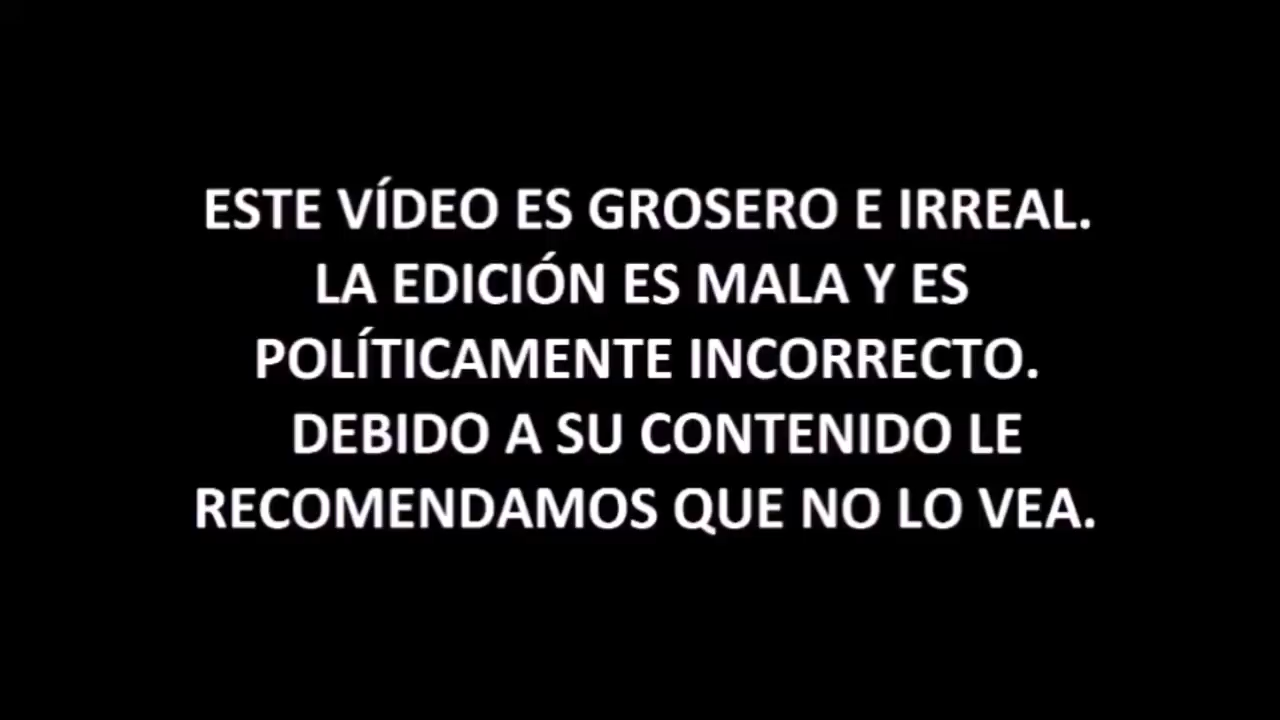 ESTE VÍDEO ES GROSERO E IRREAL.
LA EDICIÓN ES MALA Y ES
POLÍTICAMENTE INCORRECTO.
DEBIDO A SU CONTENIDO LE
RECOMENDAMOS QUE NO LO VEA.